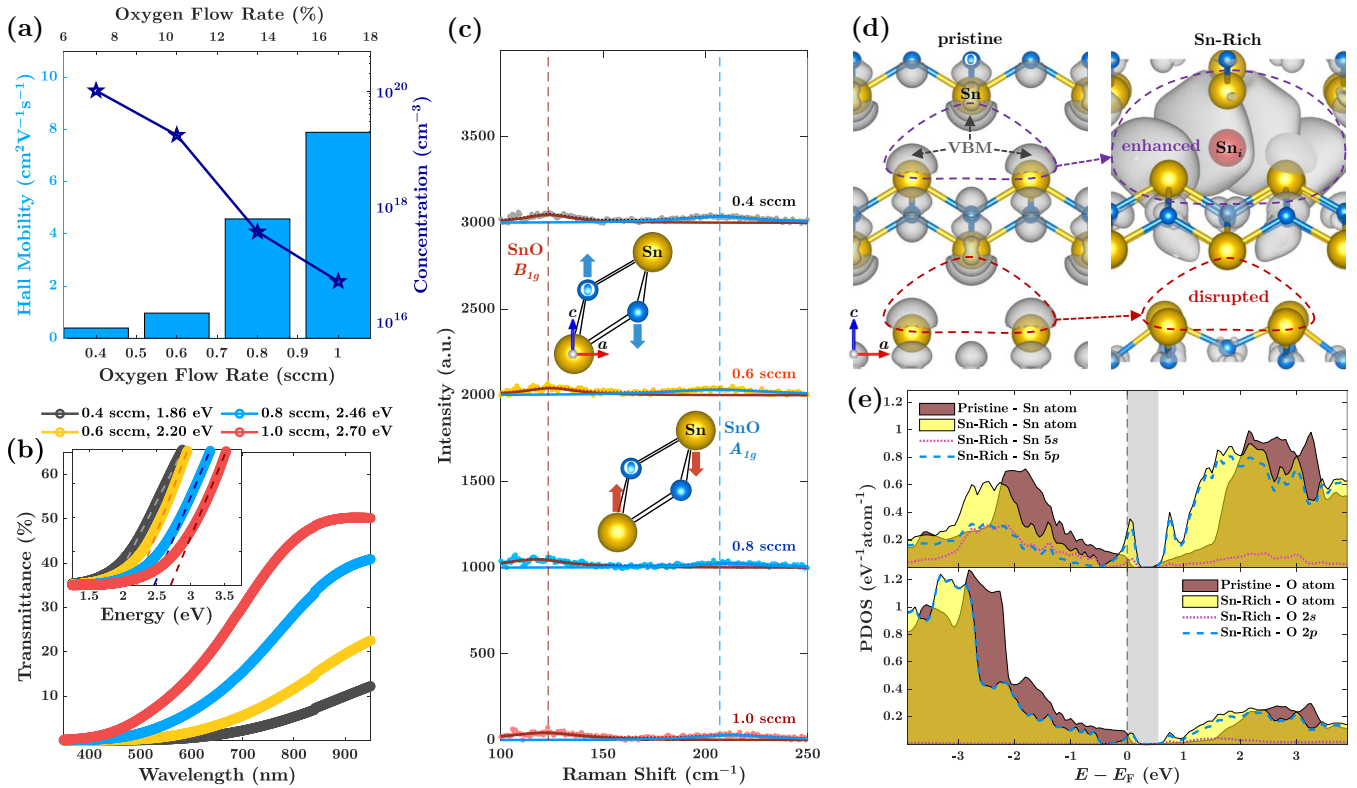 (a)
Oxygen Flow Rate (%)
6 8 10 12 14 16 18
Hall Mobility (cm²V⁻¹s⁻¹)
10
8
6
4
2
0
10²⁰
10¹⁸
10¹⁶
Concentration (cm⁻³)
0.4 0.5 0.6 0.7 0.8 0.9 1
Oxygen Flow Rate (sccm)
0.4 sccm, 1.86 eV
0.8 sccm, 2.46 eV
0.6 sccm, 2.20 eV
1.0 sccm, 2.70 eV
(b)
Transmittance (%)
50
40
30
20
10
1.5 2 2.5 3 3.5
Energy (eV)
400 500 600 700 800 900
Wavelength (nm)
(c)
Intensity (a.u.)
3500
3000
2500
2000
1500
1000
500
0
0.4 sccm
SnO
B1g
Sn
O
c
a
0.6 sccm
Sn
O
SnO
A1g
0.8 sccm
1.0 sccm
100 150 200 250
Raman Shift (cm⁻¹)
(d)
pristine
Sn-Rich
O
Sn
VBM
enhanced
Sni
disrupted
c
a
(e)
PDOS (eV⁻¹atom⁻¹)
1.2
1
0.8
0.6
0.4
0.2
Pristine - Sn atom
Sn-Rich - Sn atom
Sn-Rich - Sn 5s
Sn-Rich - Sn 5p
1.2
1
0.8
0.6
0.4
0.2
Pristine - O atom
Sn-Rich - O atom
Sn-Rich - O 2s
Sn-Rich - O 2p
-3 -2 -1 0 1 2 3
E − EF (eV)